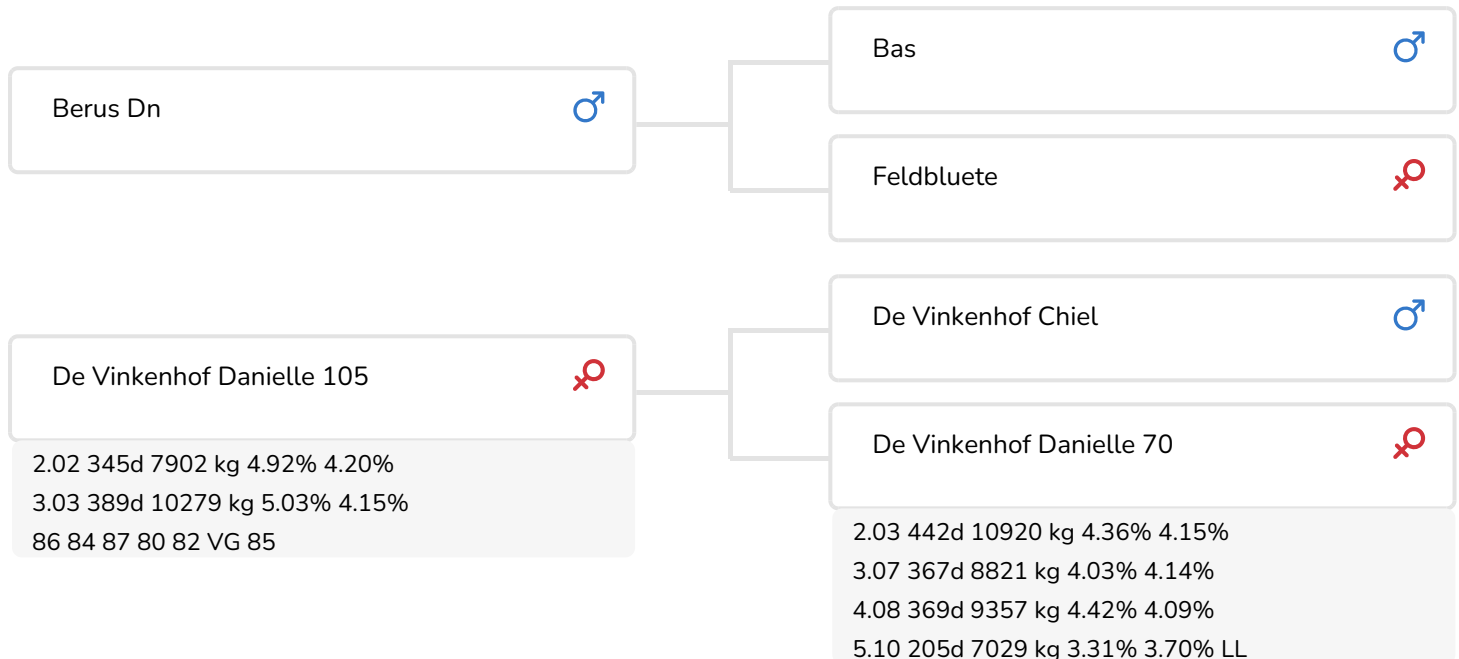 Berus Dn
Bas
Feldbluete
De Vinkenhof Danielle 105
2.02 345d 7902 kg 4.92% 4.20%
3.03 389d 10279 kg 5.03% 4.15%
86 84 87 80 82 VG 85
De Vinkenhof Chiel
De Vinkenhof Danielle 70
2.03 442d 10920 kg 4.36% 4.15%
3.07 367d 8821 kg 4.03% 4.14%
4.08 369d 9357 kg 4.42% 4.09%
5.10 205d 7029 kg 3.31% 3.70% LL